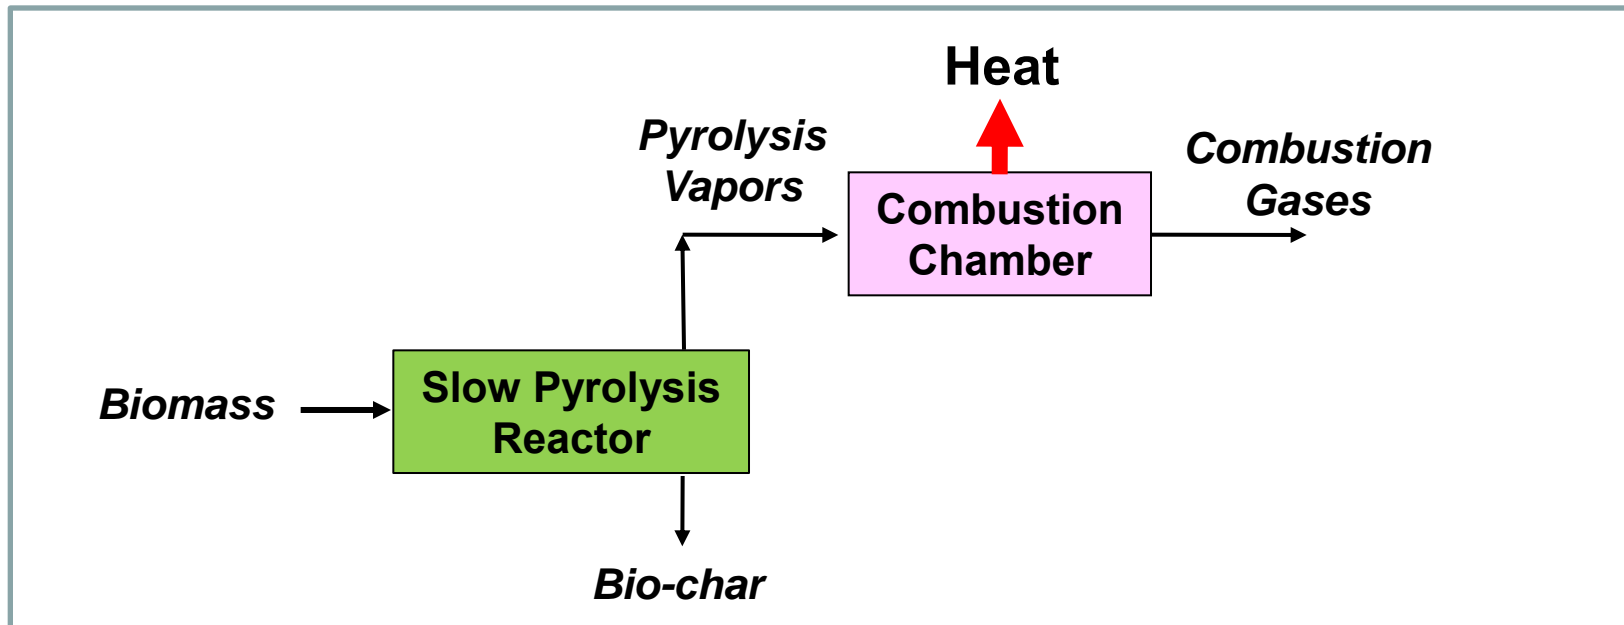 Heat
Pyrolysis
Vapors
Combustion
Chamber
Combustion
Gases
Biomass
Slow Pyrolysis
Reactor
Bio-char